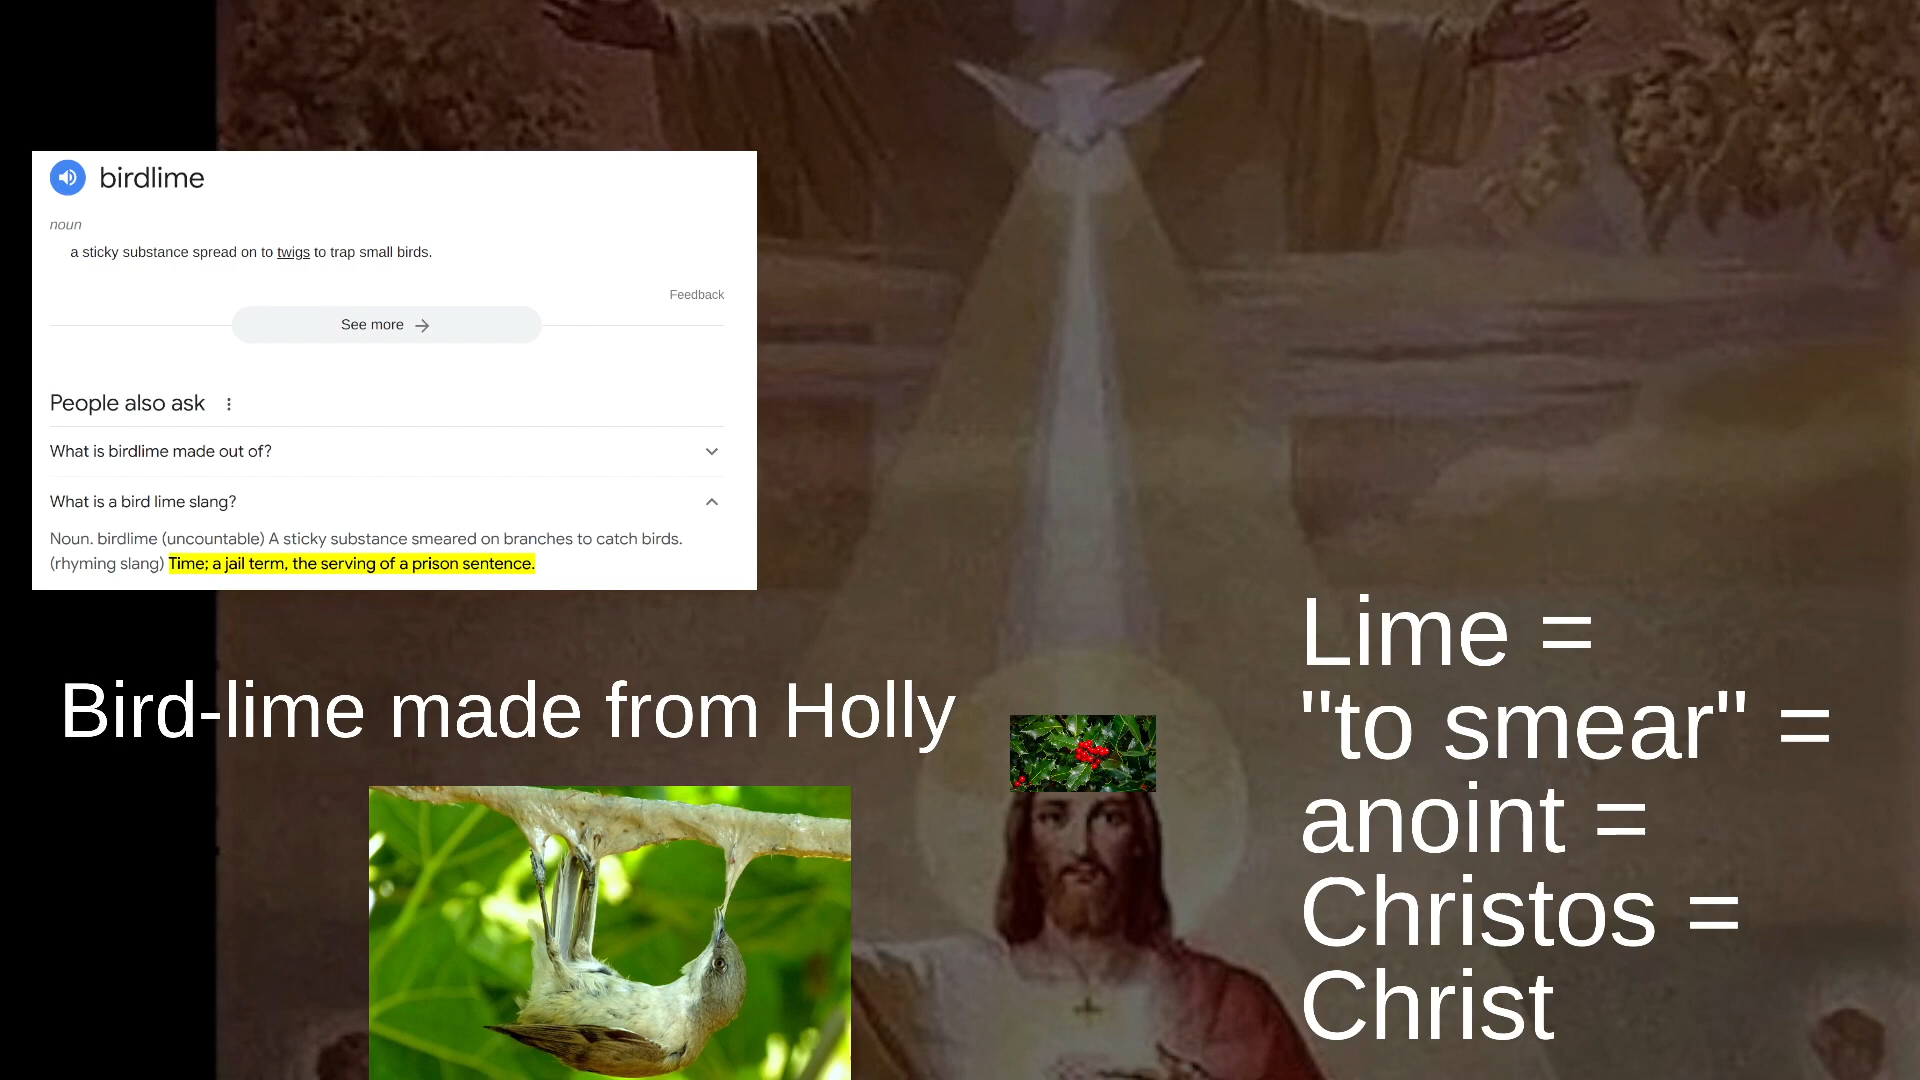 birdlime
noun
a sticky substance spread on to twigs to trap small birds.
Feedback
See more
People also ask
What is birdlime made out of?
What is a bird lime slang?
Noun. birdlime (uncountable) A sticky substance smeared on branches to catch birds.
(rhyming slang) Time; a jail term, the serving of a prison sentence.
Bird-lime made from Holly
Lime =
"to smear" =
anoint =
Christos =
Christ